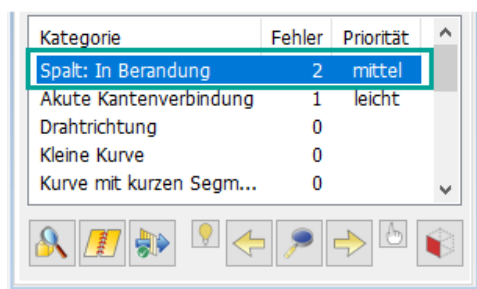 Kategorie Fehler Priorität
Spalt: In Berandung 2 mittel
Akute Kantenverbindung 1 leicht
Drahtrichtung 0
Kleine Kurve 0
Kurve mit kurzen Segm... 0